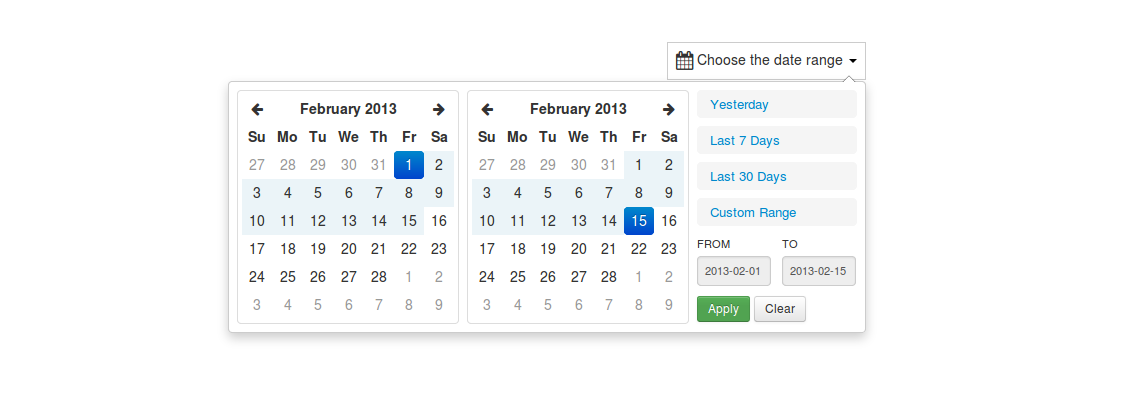 Choose the date range
February 2013
Su Mo Tu We Th Fr Sa
27 28 29 30 31 1 2
3 4 5 6 7 8 9
10 11 12 13 14 15 16
17 18 19 20 21 22 23
24 25 26 27 28 1 2
3 4 5 6 7 8 9
February 2013
Su Mo Tu We Th Fr Sa
27 28 29 30 31 1 2
3 4 5 6 7 8 9
10 11 12 13 14 15 16
17 18 19 20 21 22 23
24 25 26 27 28 1 2
3 4 5 6 7 8 9
Yesterday
Last 7 Days
Last 30 Days
Custom Range
FROM TO
2013-02-01 2013-02-15
Apply Clear